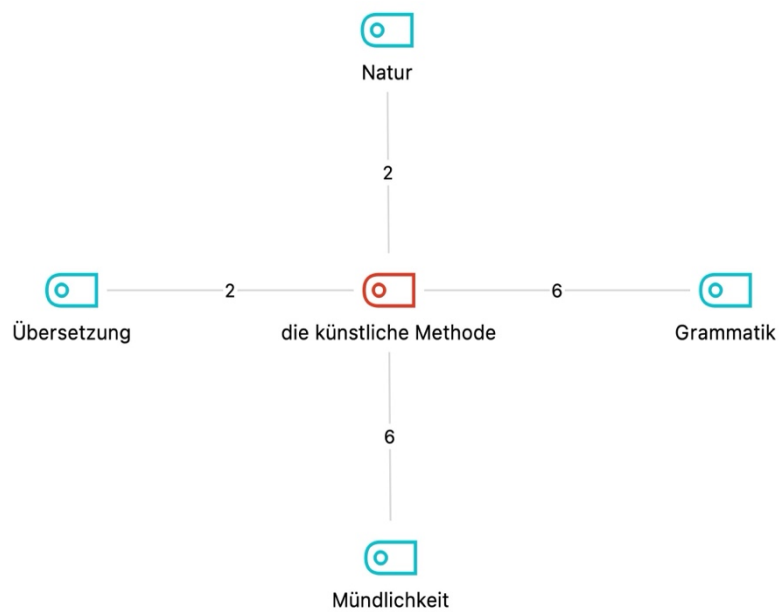 Natur
2
Übersetzung
2
die künstliche Methode
6
Grammatik
6
Mündlichkeit